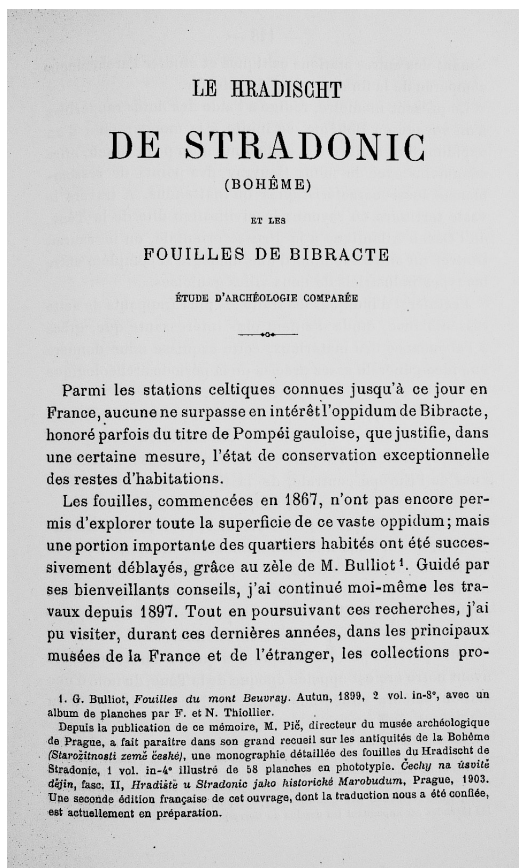 LE HRADISCHT
DE STRADONIC
(BOHÊME)
ET LES
FOUILLES DE BIBRACTE
ÉTUDE D'ARCHÉOLOGIE COMPARÉE
Parmi les stations celtiques connues jusqu'à ce jour en
France, aucune ne surpasse en intérêt l'oppidum de Bibracte,
honoré parfois du titre de Pompéi gauloise, que justifie, dans
une certaine mesure, l'état de conservation exceptionnelle
des restes d'habitations.
Les fouilles, commencées en 1867, n'ont pas encore per-
mis d'explorer toute la superficie de ce vaste oppidum; mais
une portion importante des quartiers habités ont été succes-
sivement déblayés, grâce au zèle de M. Bulliot 1. Guidé par
ses bienveillants conseils, j'ai continué moi-même les tra-
vaux depuis 1897. Tout en poursuivant ces recherches, j'ai
pu visiter, durant ces dernières années, dans les principaux
musées de la France et de l'étranger, les collections pro-
1. G. Bulliot, Fouilles du mont Beuvray. Autun, 1899, 2 vol. in-8°, avec un
album de planches par F. et N. Thiollier.
Depuis la publication de ce mémoire, M. Pič, directeur du musée archéologique
de Prague, a fait paraître dans son grand recueil sur les antiquités de la Bohême
(Starožitnosti země české), une monographie détaillée des fouilles du Hradischt de
Stradonic, 1 vol. in-4° illustré de 58 planches en phototypie. Čechy na úsvitě
dějin, fasc. II, Hradiště u Stradonic jako historické Marobudum, Prague, 1903.
Une seconde édition française de cet ouvrage, dont la traduction nous a été confiée,
est actuellement en préparation.